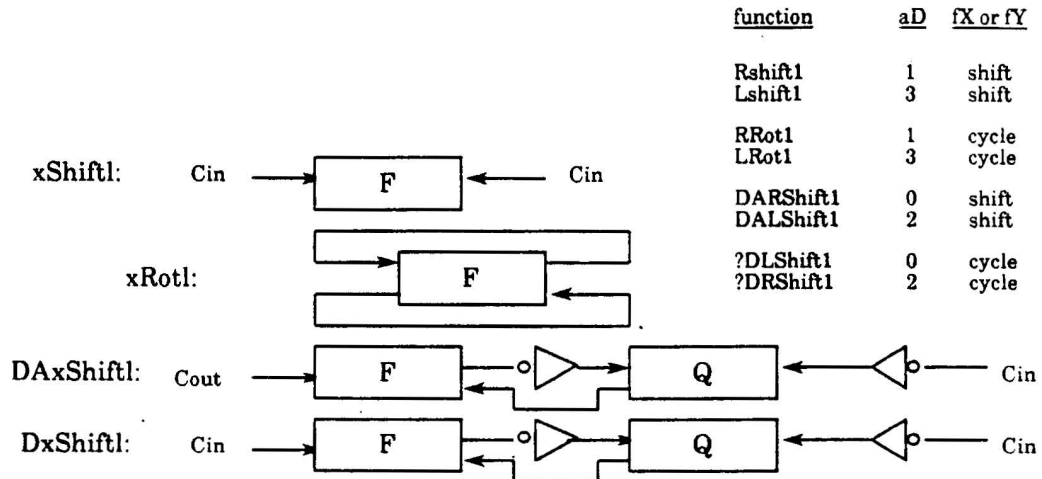 function aD fX or fY
Rshift1 1 shift
Lshift1 3 shift
RRot1 1 cycle
LRot1 3 cycle
DARShift1 0 shift
DALShift1 2 shift
?DLShift1 0 cycle
?DRShift1 2 cycle
xShiftl: Cin F Cin
xRotl: F
DAxShiftl: Cout F Q Cin
DxShiftl: Cin F Q Cin